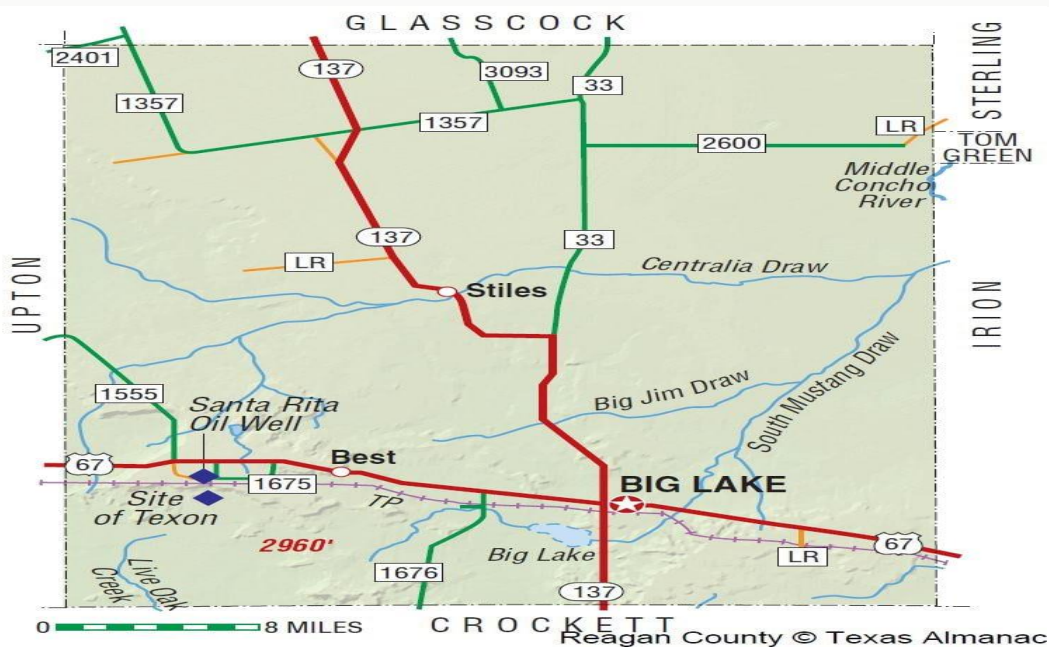 GLASSCOCK
2401
137
3093
33
STERLING
1357
1357
LR
2600
TOM
GREEN
Middle
Concho
River
137
33
LR
Centralia Draw
UPTON
Stiles
IRION
1555
Santa Rita
Oil Well
Big Jim Draw
South Mustang Draw
67
Best
1675
BIG LAKE
Site
of Texon
TP
2960'
Big Lake
67
LR
Live Oak
Creek
1676
137
0 8 MILES
CROCKETT
Reagan County © Texas Almanac